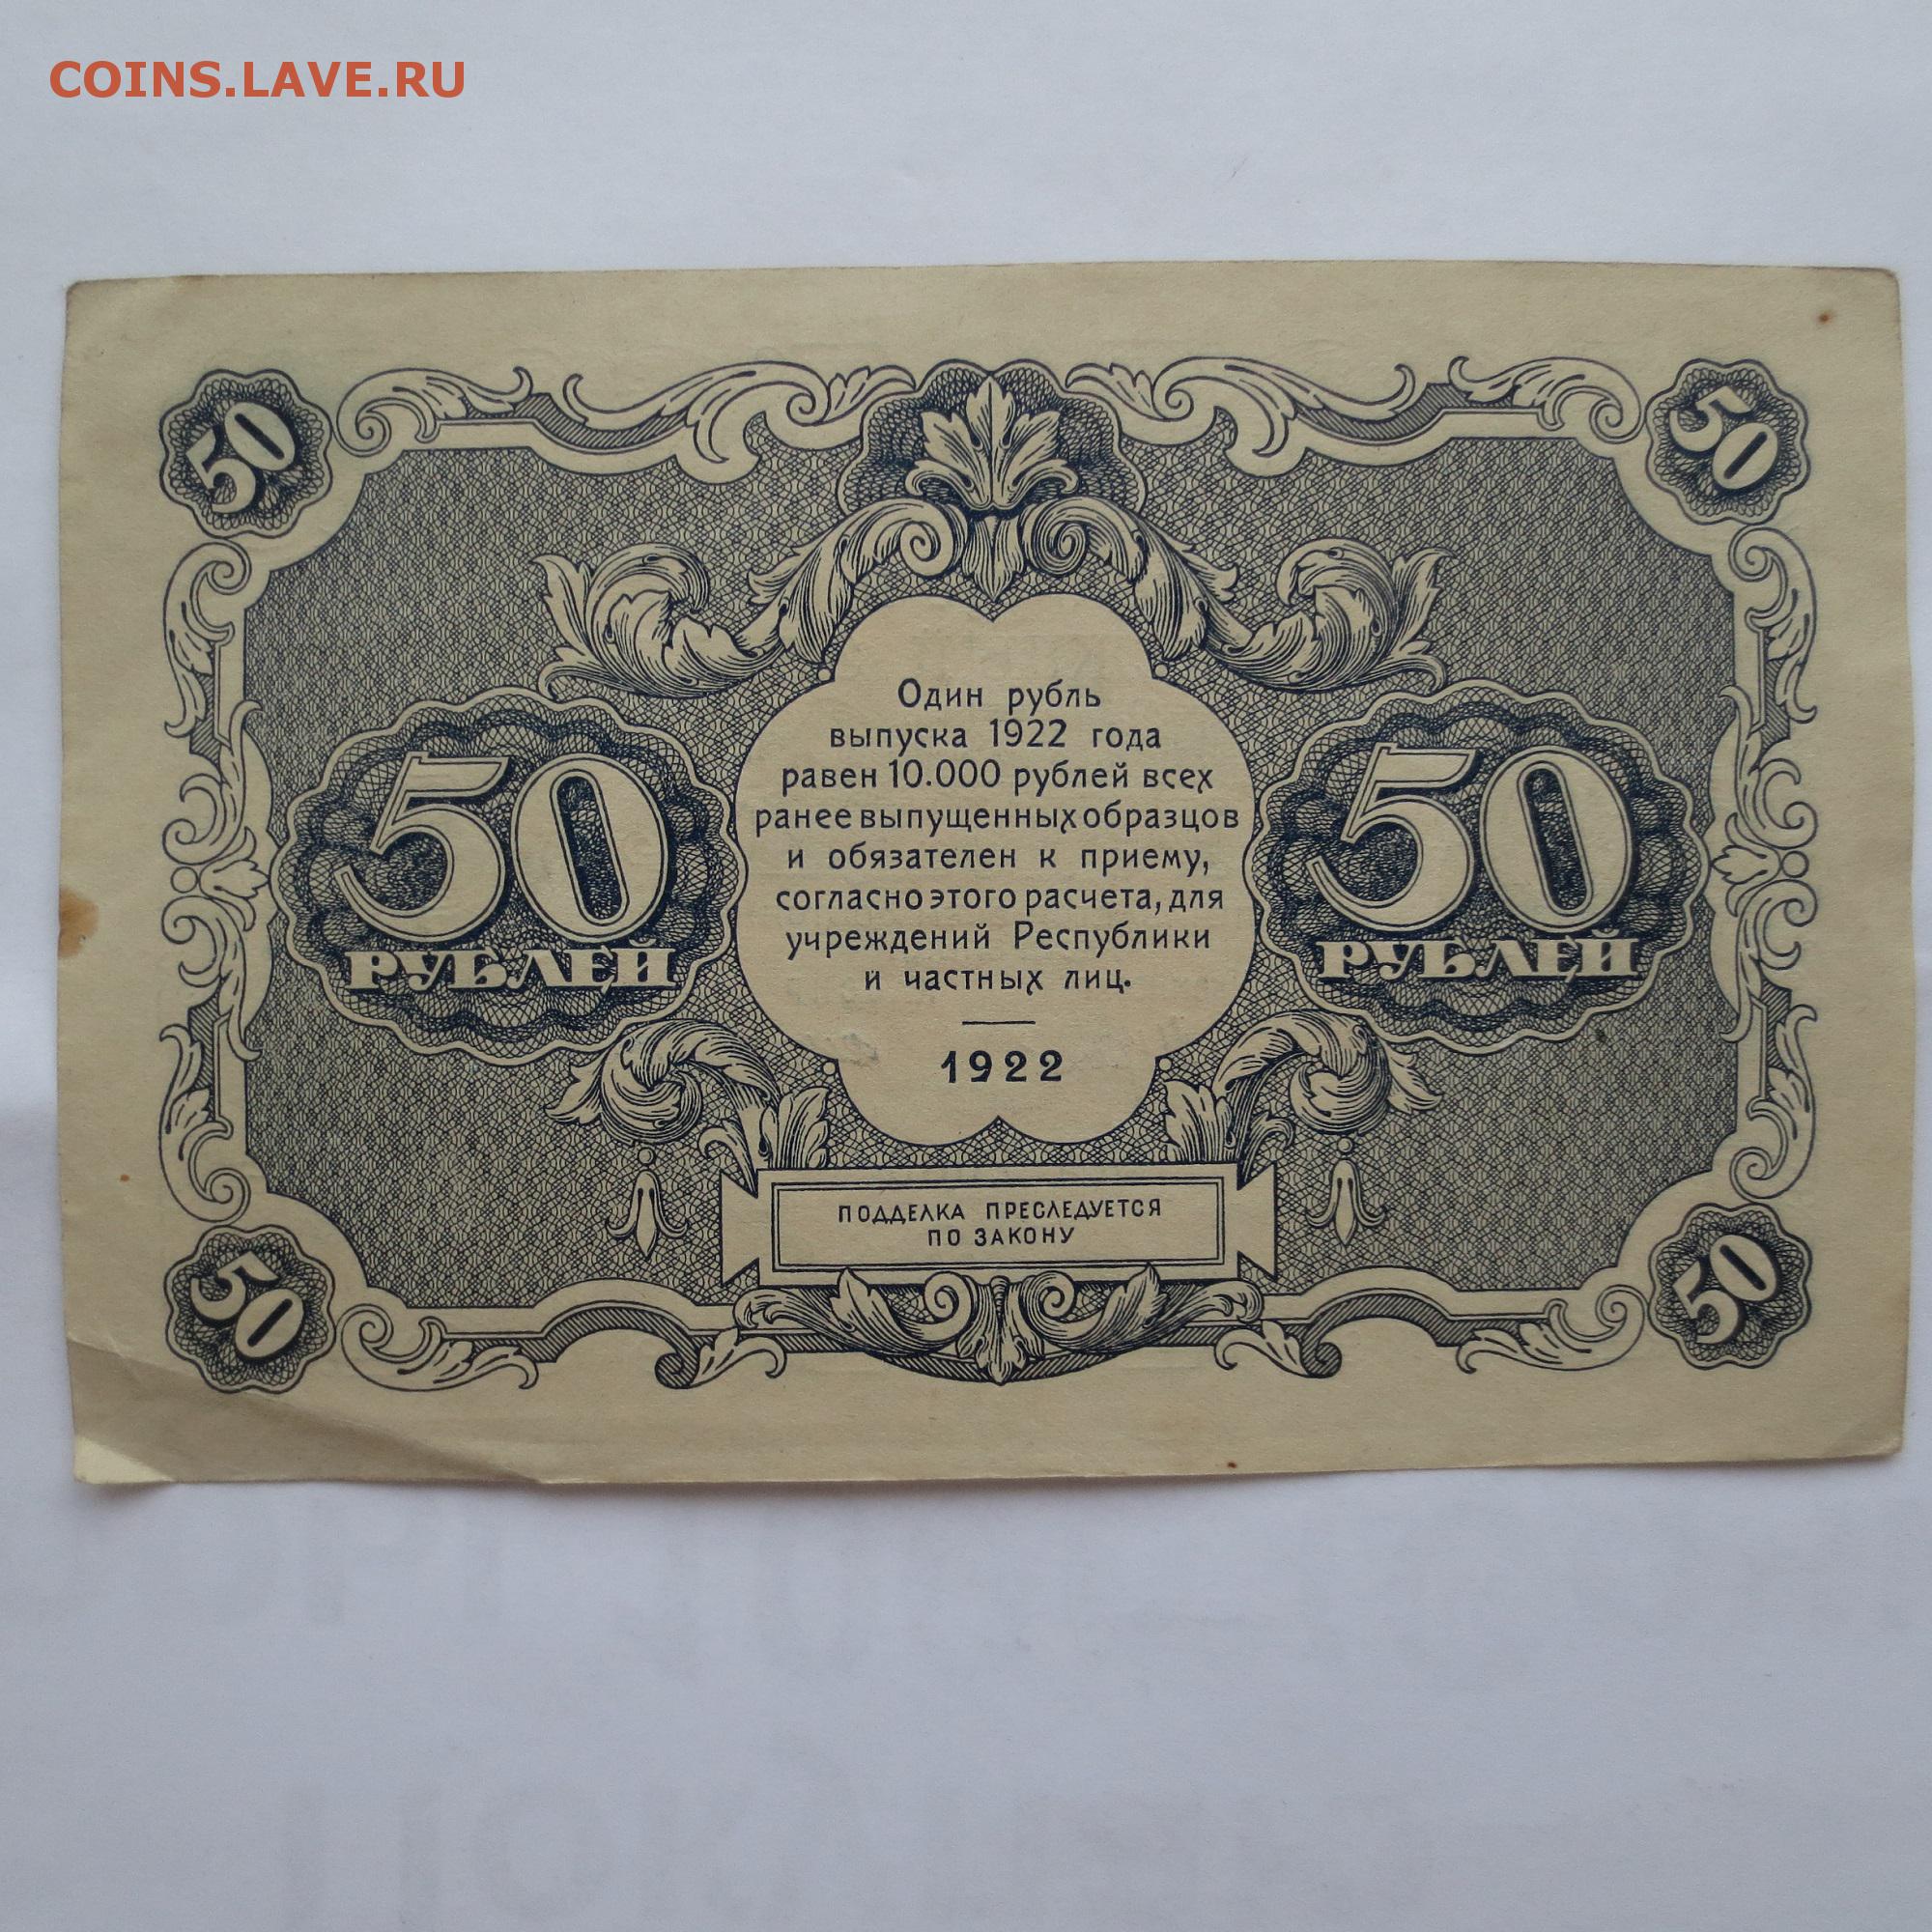 COINS.LAVE.RU
50 50
Один рубль
выпуска 1922 года
равен 10.000 рублей всех
ранее выпущенных образцов
и обязателен к приему,
согласно этого расчета, для
учреждений Республики
и частных лиц.
1922
50
РУБЛЕЙ
50
РУБЛЕЙ
ПОДДЕЛКА ПРЕСЛЕДУЕТСЯ
ПО ЗАКОНУ
50 50